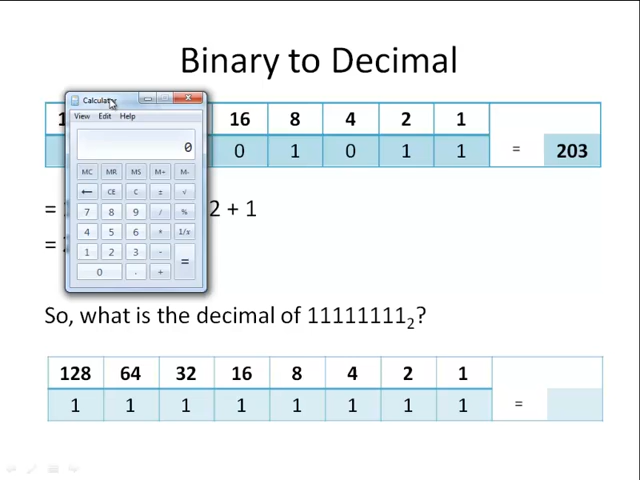 Binary to Decimal
Calculator
View Edit Help
16 8 4 2 1
0 1 0 1 1 = 203
0
MC MR MS M+ M-
← CE C ± √
7 8 9 / %
4 5 6 * 1/x
1 2 3 - =
0 . +
=
2 + 1
=
So, what is the decimal of 11111111₂?
128 64 32 16 8 4 2 1
1 1 1 1 1 1 1 1 =